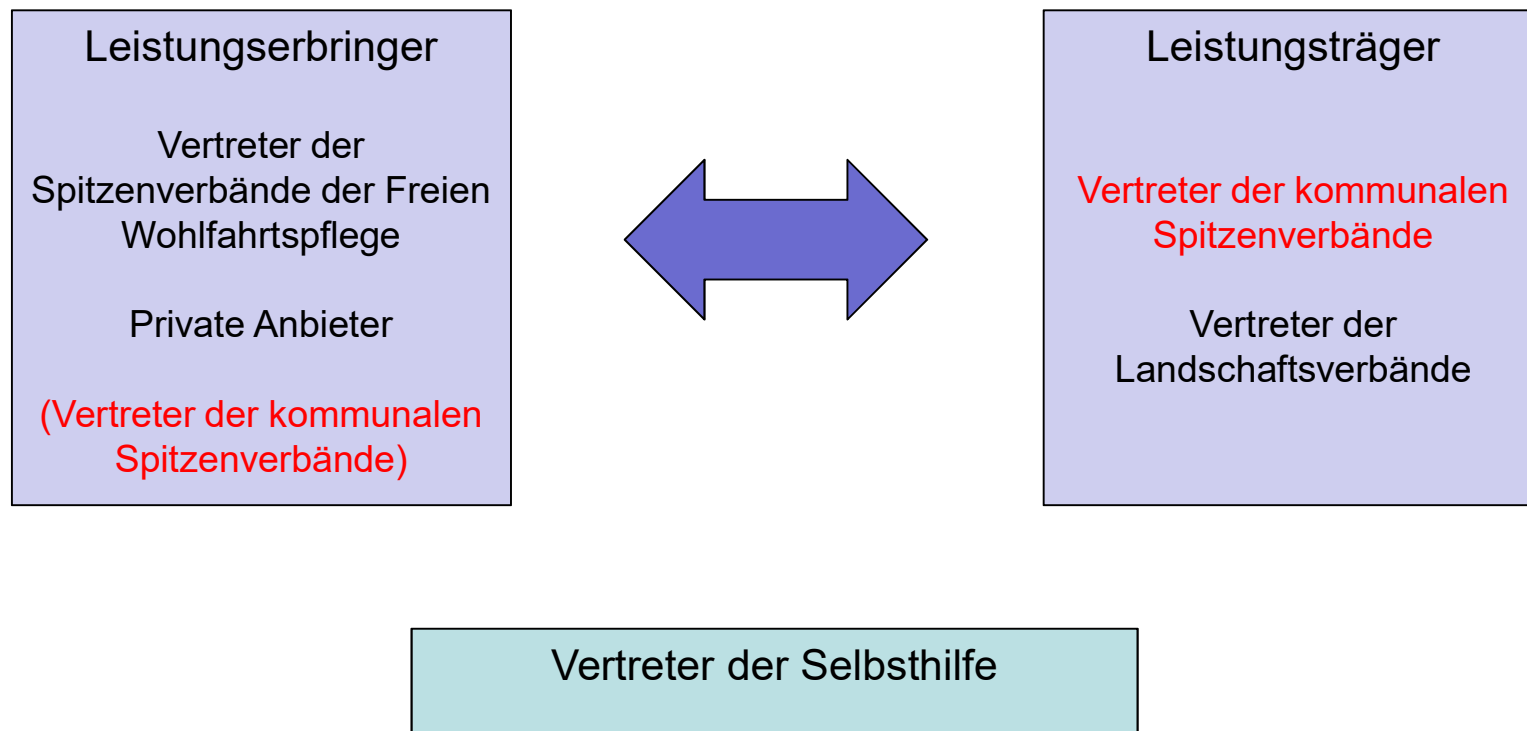 Leistungserbringer
Vertreter der
Spitzenverbände der Freien
Wohlfahrtspflege
Private Anbieter
(Vertreter der kommunalen
Spitzenverbände)
Leistungsträger
Vertreter der kommunalen
Spitzenverbände
Vertreter der
Landschaftsverbände
Vertreter der Selbsthilfe